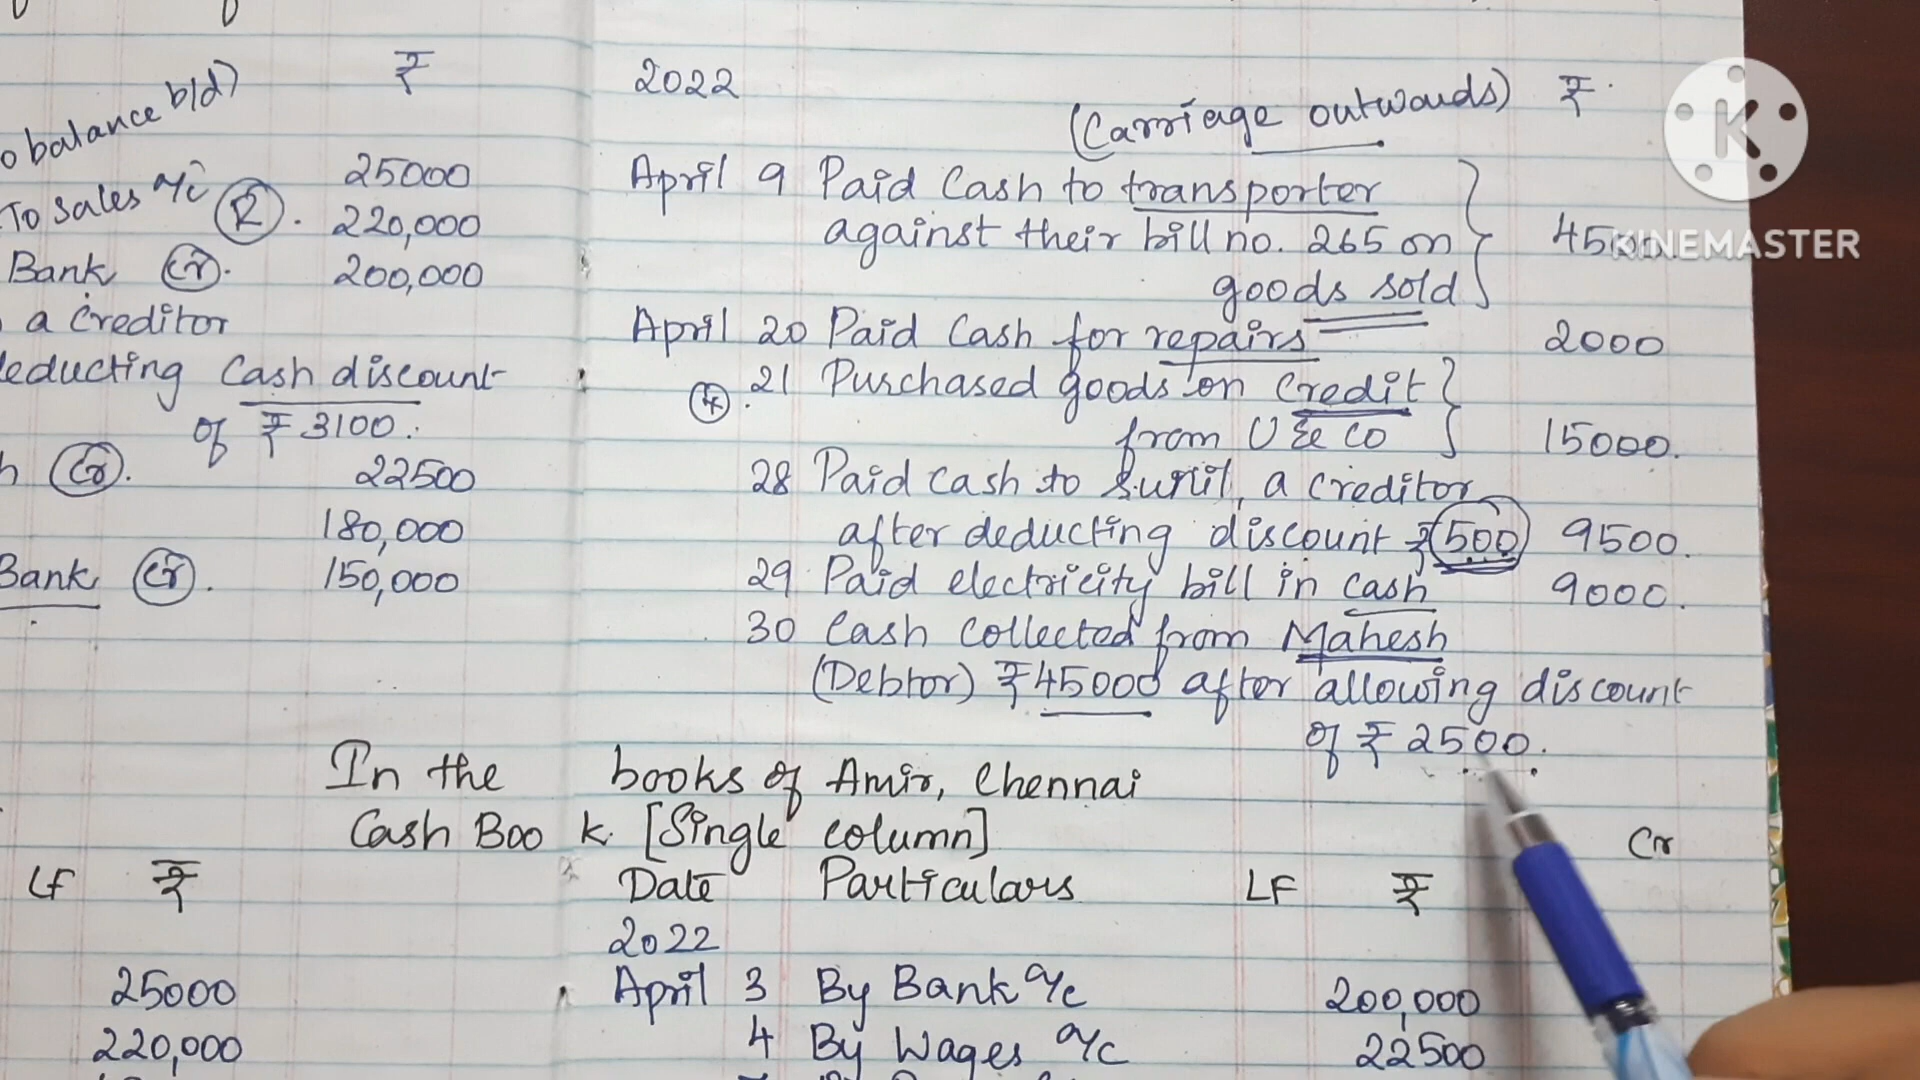 ₹
o balance b/d)
25000
To sales a/c (R). 220,000
Bank (Cr). 200,000
a creditor
deducting cash discount
of ₹ 3100.
h (Cr). 22500
180,000
Bank (Cr). 150,000
2022 (Carriage outwards) ₹.
April 9 Paid Cash to transporter
against their bill no. 265 on
goods sold
KINEMASTER
April 20 Paid Cash for repairs 2000
21 Purchased goods on credit
from U & Co 15000.
28 Paid cash to Sunil, a creditor
after deducting discount ₹ 500 9500.
29 Paid electricity bill in cash 9000.
30 Cash collected from Mahesh
(Debtor) ₹ 45000 after allowing discount
of ₹ 2500.
In the books of Amir, Chennai
Cash Boo k. [Single column]
Cr
LF ₹ Date Particulars LF ₹
2022
25000 April 3 By Bank a/c 200,000
220,000 4 By Wages a/c 22500